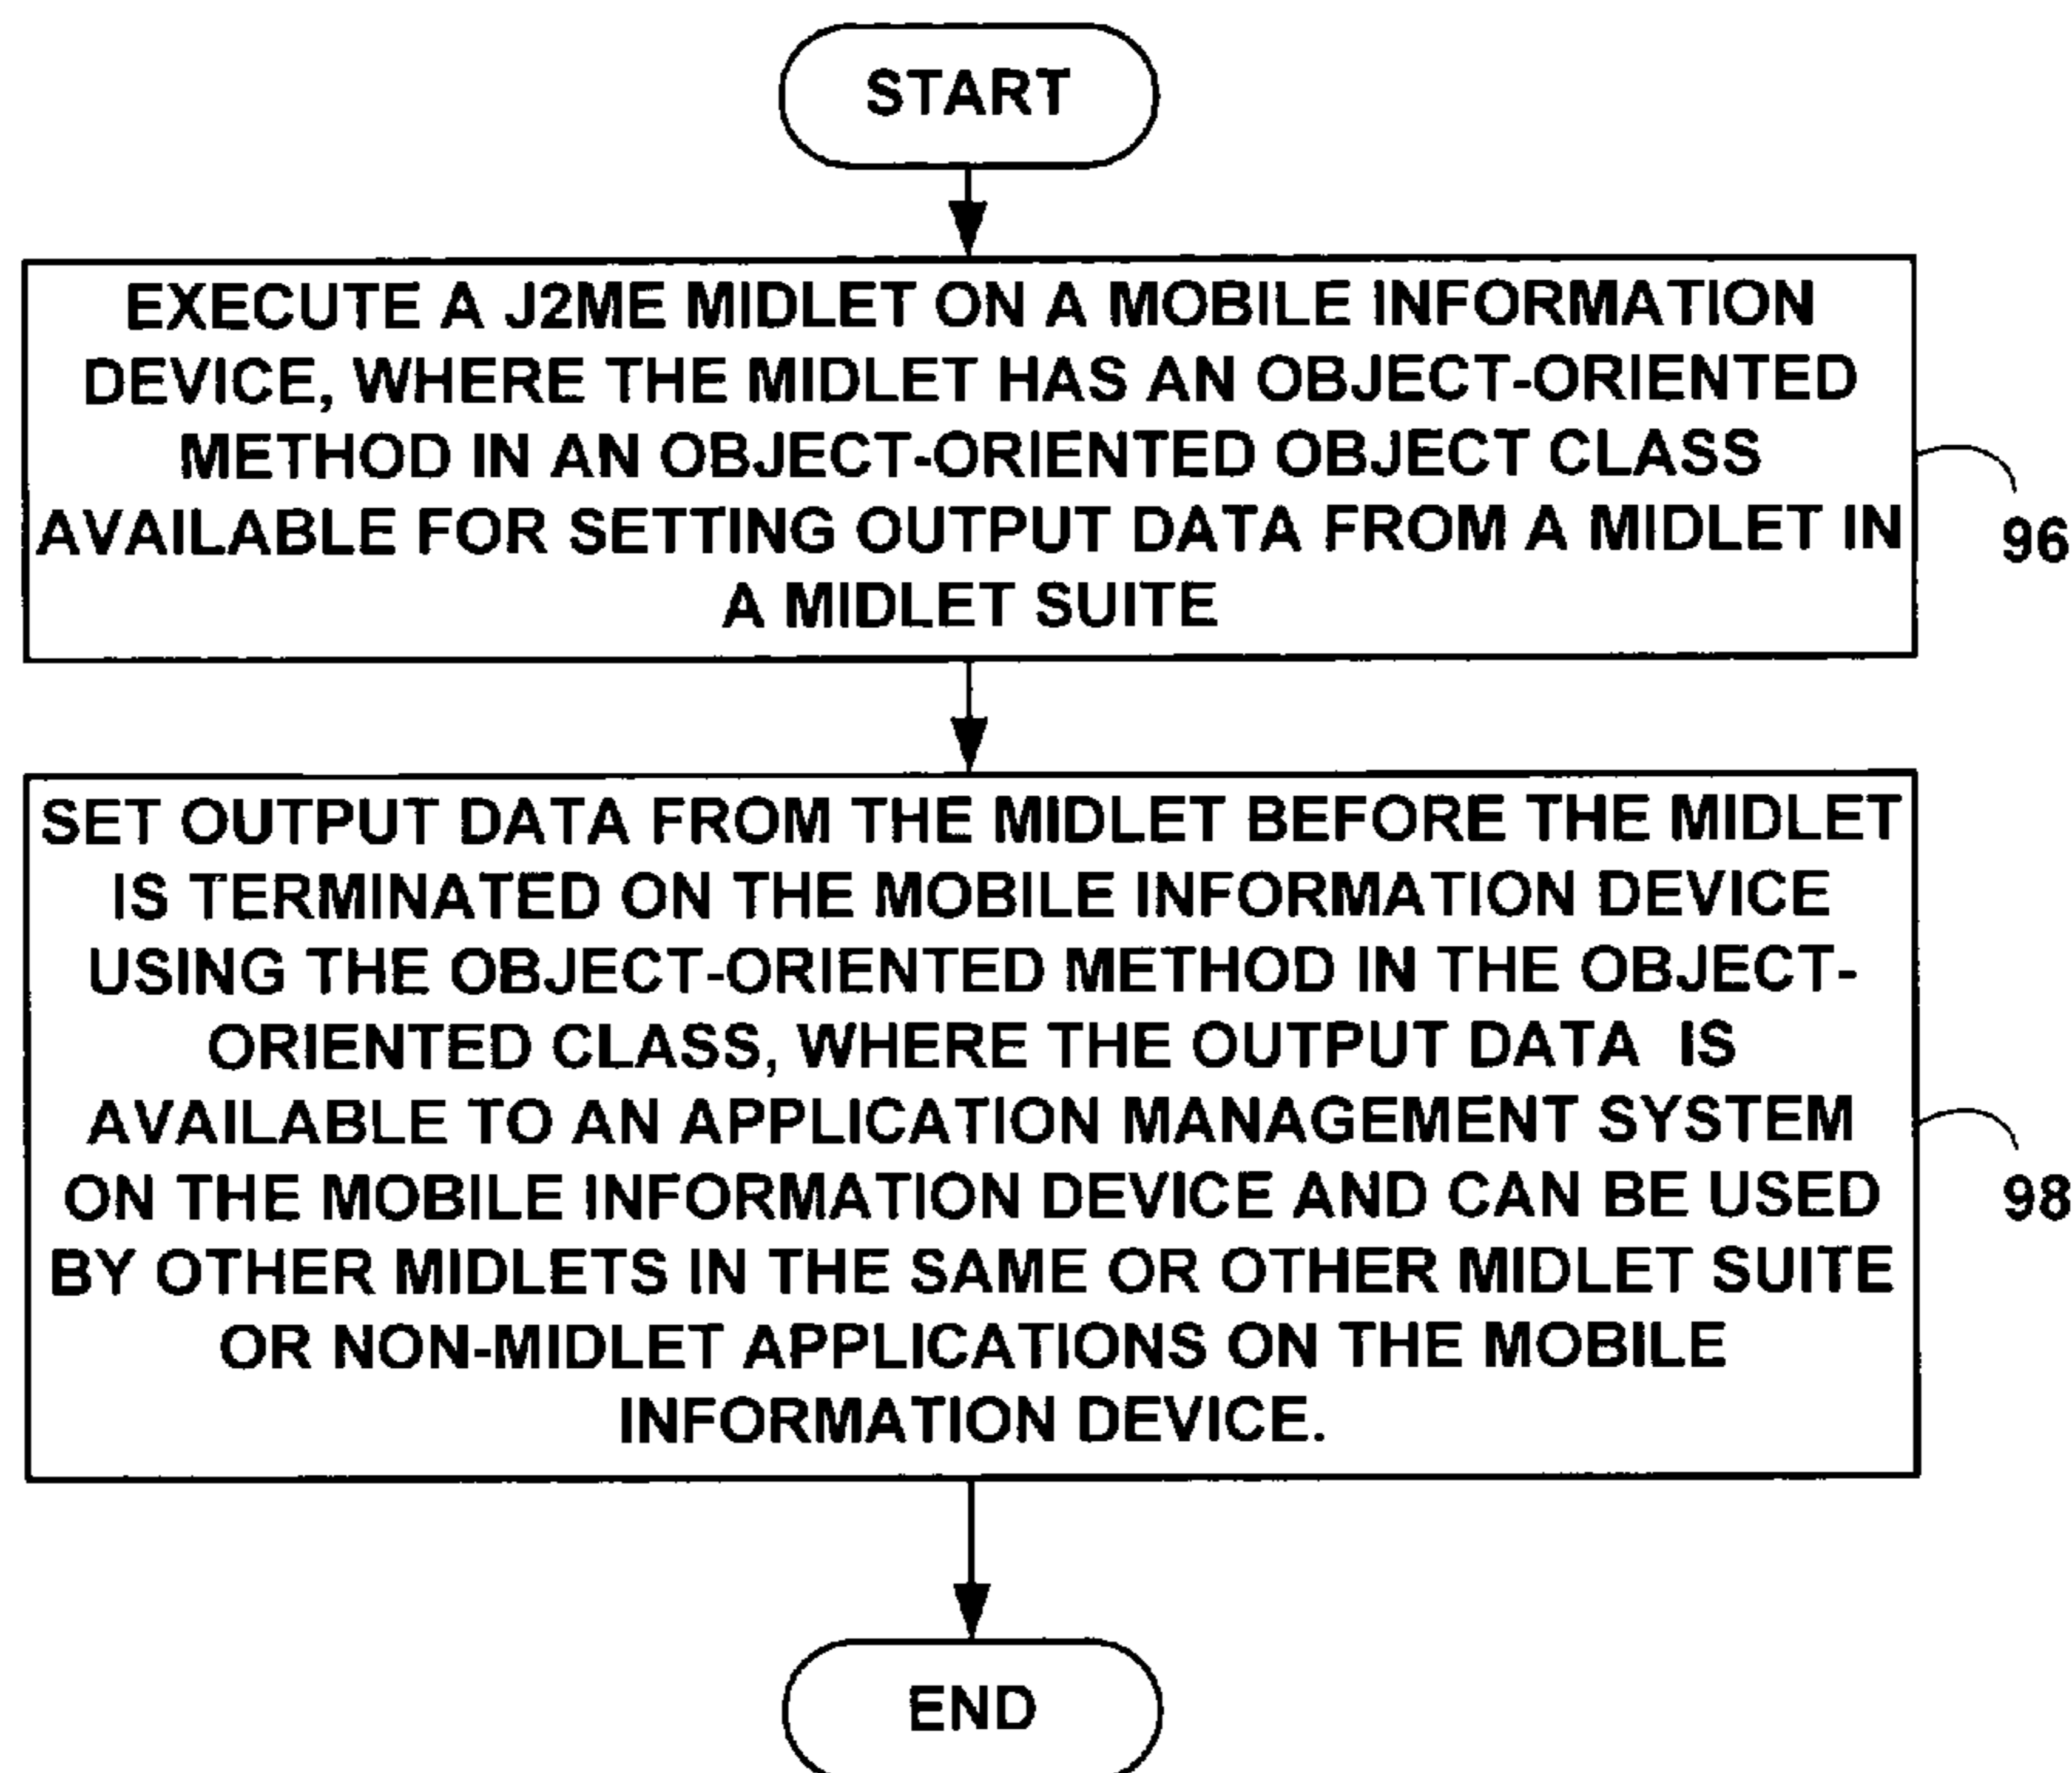 START
EXECUTE A J2ME MIDLET ON A MOBILE INFORMATION
DEVICE, WHERE THE MIDLET HAS AN OBJECT-ORIENTED
METHOD IN AN OBJECT-ORIENTED OBJECT CLASS
AVAILABLE FOR SETTING OUTPUT DATA FROM A MIDLET IN
A MIDLET SUITE
96
SET OUTPUT DATA FROM THE MIDLET BEFORE THE MIDLET
IS TERMINATED ON THE MOBILE INFORMATION DEVICE
USING THE OBJECT-ORIENTED METHOD IN THE OBJECT-
ORIENTED CLASS, WHERE THE OUTPUT DATA IS
AVAILABLE TO AN APPLICATION MANAGEMENT SYSTEM
ON THE MOBILE INFORMATION DEVICE AND CAN BE USED
BY OTHER MIDLETS IN THE SAME OR OTHER MIDLET SUITE
OR NON-MIDLET APPLICATIONS ON THE MOBILE
INFORMATION DEVICE.
98
END